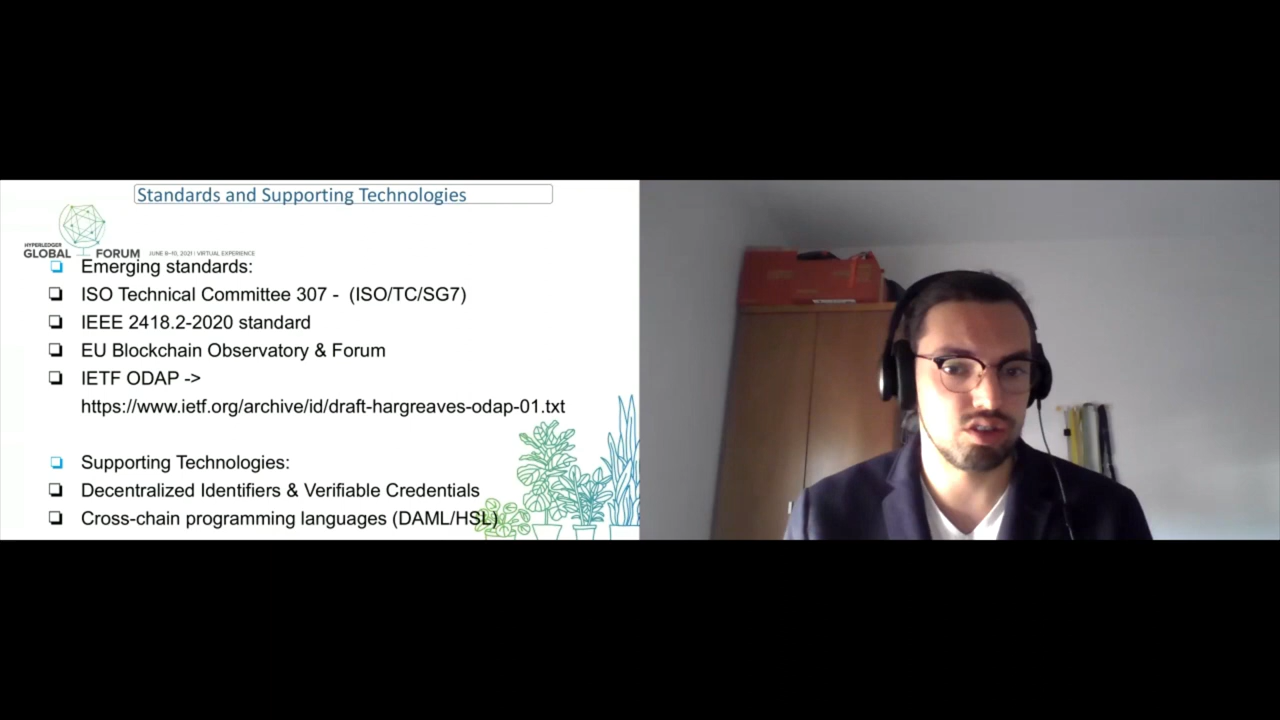 Standards and Supporting Technologies
HYPERLEDGER
GLOBAL FORUM JUNE 8–10, 2021 | VIRTUAL EXPERIENCE
❏ Emerging standards:
❏ ISO Technical Committee 307 - (ISO/TC/SG7)
❏ IEEE 2418.2-2020 standard
❏ EU Blockchain Observatory & Forum
❏ IETF ODAP ->
https://www.ietf.org/archive/id/draft-hargreaves-odap-01.txt
❏ Supporting Technologies:
❏ Decentralized Identifiers & Verifiable Credentials
❏ Cross-chain programming languages (DAML/HSL)